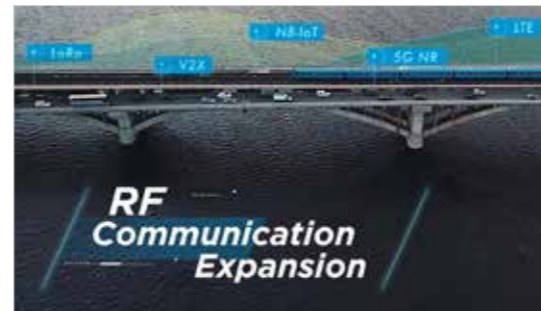 LoRa
V2X
NB-IoT
5G NR
LTE
RF
Communication
Expansion